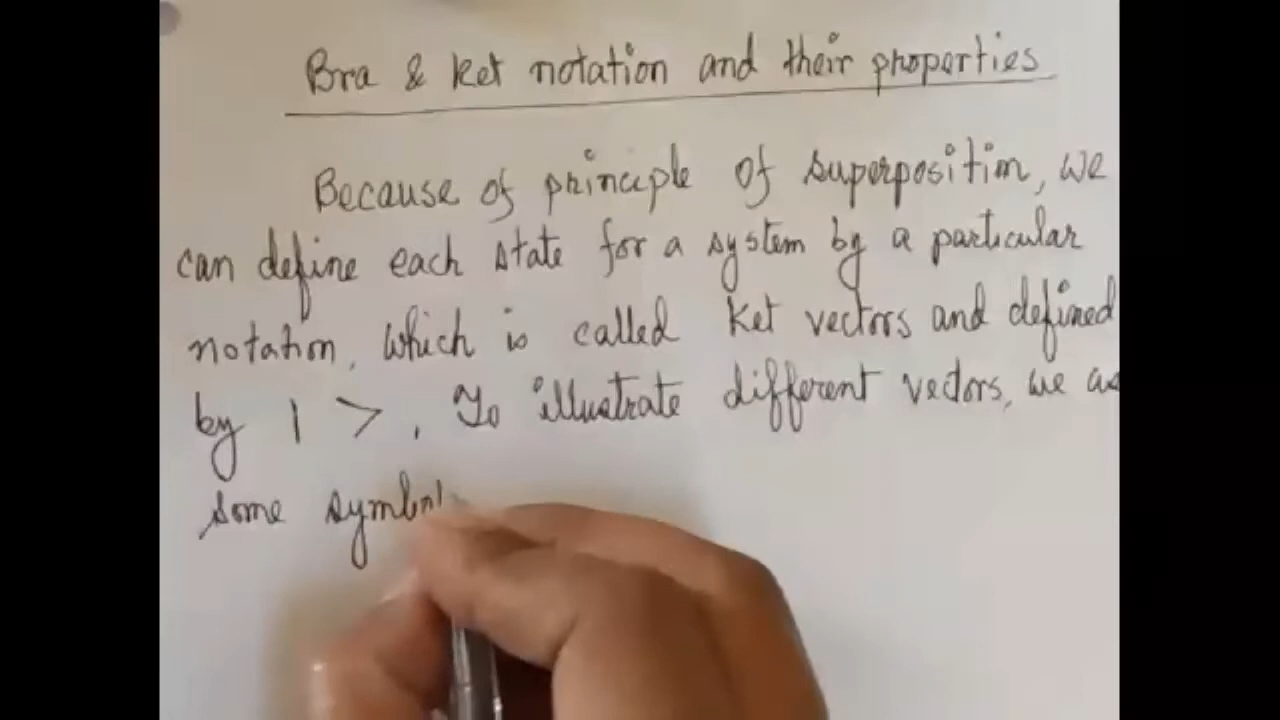 Bra & Ket notation and their properties
Because of principle of superposition, we
can define each state for a system by a particular
notation, which is called Ket vectors and defined
by | >. To illustrate different vectors, we
some symbol